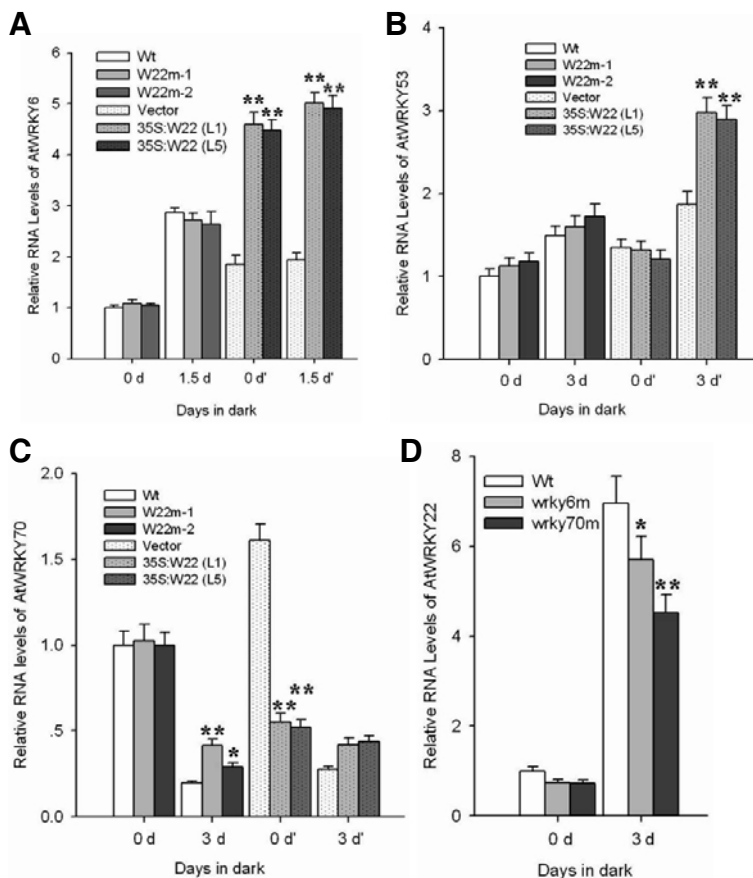 A
Relative RNA Levels of AtWRKY6
6
5
4
3
2
1
0
Wt
W22m-1
W22m-2
Vector
35S:W22 (L1)
35S:W22 (L5)
** ** ** **
0 d 1.5 d 0 d' 1.5 d'
Days in dark
B
Relative RNA Levels of AtWRKY53
4
3
2
1
0
Wt
W22m-1
W22m-2
Vector
35S:W22 (L1)
35S:W22 (L5)
** **
0 d 3 d 0 d' 3 d'
Days in dark
C
Relative RNA levels of AtWRKY70
2.0
1.5
1.0
.5
0.0
Wt
W22m-1
W22m-2
Vector
35S:W22 (L1)
35S:W22 (L5)
** * ** **
0 d 3 d 0 d' 3 d'
Days in dark
D
Relative RNA Levels of AtWRKY22
8
6
4
2
0
Wt
wrky6m
wrky70m
* **
0 d 3 d
Days in dark